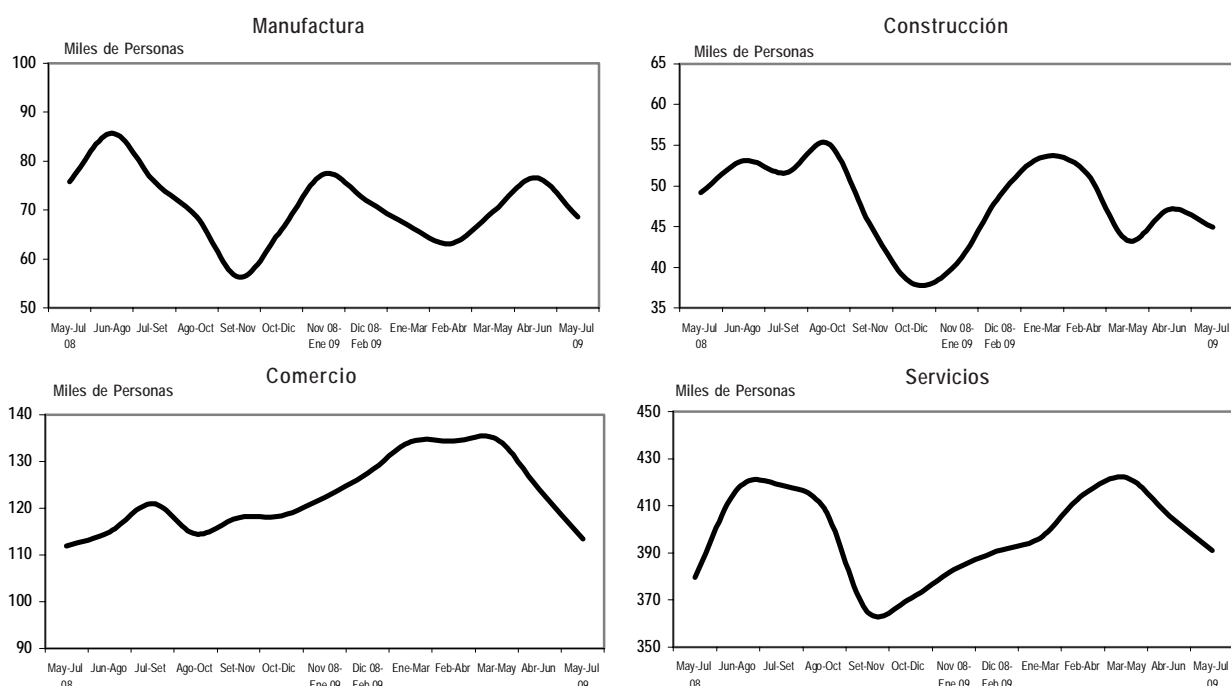 Manufactura
Miles de Personas
100
90
80
70
60
50
May-Jul 08 Jun-Ago Jul-Set Ago-Oct Set-Nov Oct-Dic Nov 08-Ene 09 Dic 08-Feb 09 Ene-Mar Feb-Abr Mar-May Abr-Jun May-Jul 09
Construcción
Miles de Personas
65
60
55
50
45
40
35
May-Jul 08 Jun-Ago Jul-Set Ago-Oct Set-Nov Oct-Dic Nov 08-Ene 09 Dic 08-Feb 09 Ene-Mar Feb-Abr Mar-May Abr-Jun May-Jul 09
Comercio
Miles de Personas
140
130
120
110
100
90
May-Jul 08 Jun-Ago Jul-Set Ago-Oct Set-Nov Oct-Dic Nov 08-Ene 09 Dic 08-Feb 09 Ene-Mar Feb-Abr Mar-May Abr-Jun May-Jul 09
Servicios
Miles de Personas
450
430
410
390
370
350
May-Jul 08 Jun-Ago Jul-Set Ago-Oct Set-Nov Oct-Dic Nov 08-Ene 09 Dic 08-Feb 09 Ene-Mar Feb-Abr Mar-May Abr-Jun May-Jul 09